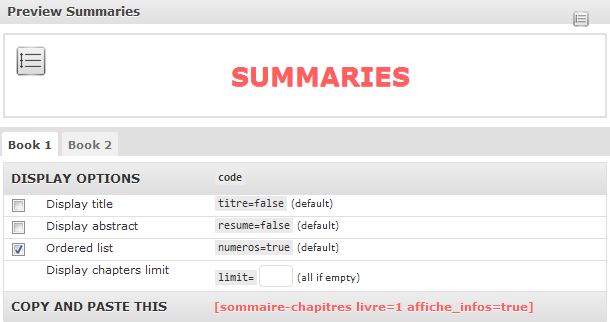 Preview Summaries
SUMMARIES
Book 1 Book 2
DISPLAY OPTIONS code
Display title titre=false (default)
Display abstract resume=false (default)
Ordered list numeros=true (default)
Display chapters limit limit= (all if empty)
COPY AND PASTE THIS [sommaire-chapitres livre=1 affiche_infos=true]